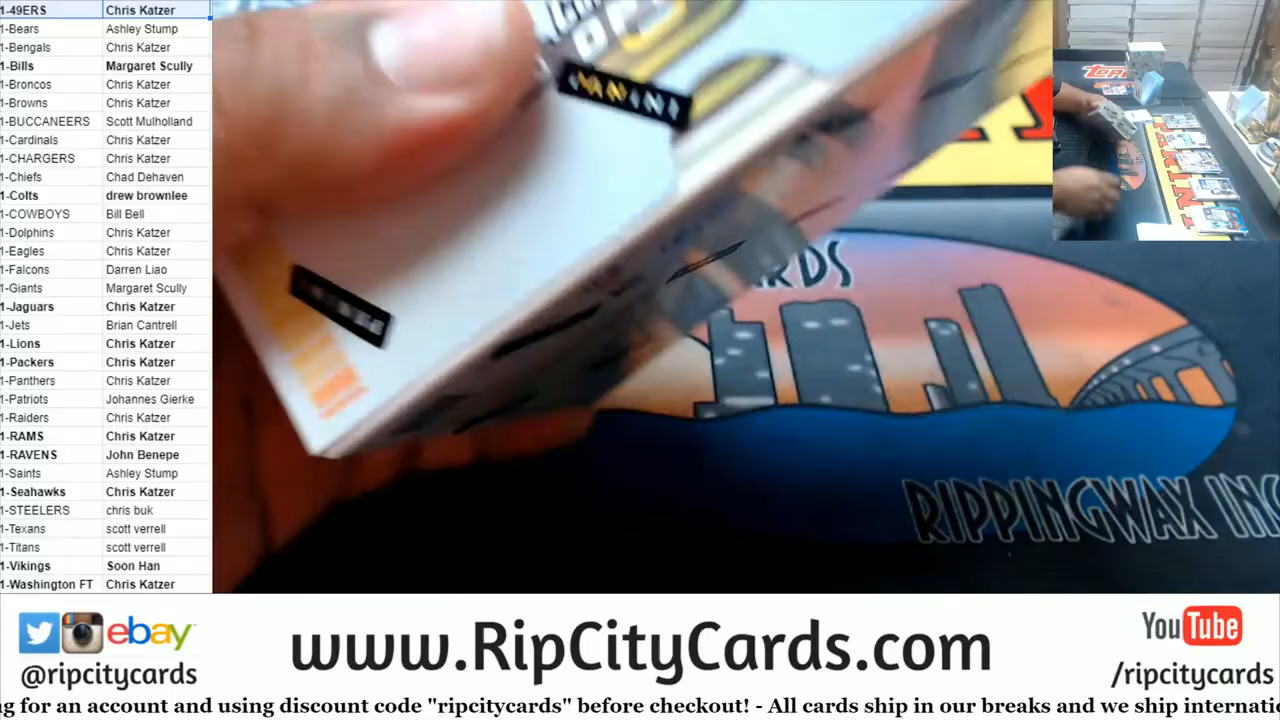 1-49ERS Chris Katzer
1-Bears Ashley Stump
1-Bengals Chris Katzer
1-Bills Margaret Scully
1-Broncos Chris Katzer
1-Browns Chris Katzer
1-BUCCANEERS Scott Mulholland
1-Cardinals Chris Katzer
1-CHARGERS Chris Katzer
1-Chiefs Chad Dehaven
1-Colts drew brownlee
1-COWBOYS Bill Bell
1-Dolphins Chris Katzer
1-Eagles Chris Katzer
1-Falcons Darren Liao
1-Giants Margaret Scully
1-Jaguars Chris Katzer
1-Jets Brian Cantrell
1-Lions Chris Katzer
1-Packers Chris Katzer
1-Panthers Chris Katzer
1-Patriots Johannes Gierke
1-Raiders Chris Katzer
1-RAMS Chris Katzer
1-RAVENS John Benepe
1-Saints Ashley Stump
1-Seahawks Chris Katzer
1-STEELERS chris buk
1-Texans scott verrell
1-Titans scott verrell
1-Vikings Soon Han
1-Washington FT Chris Katzer
PANINI
RDS
RIPPINGWAX INC
TOPPS
PANINI
ebay
@ripcitycards
www.RipCityCards.com
YouTube
/ripcitycards
g for an account and using discount code "ripcitycards" before checkout! - All cards ship in our breaks and we ship internatio